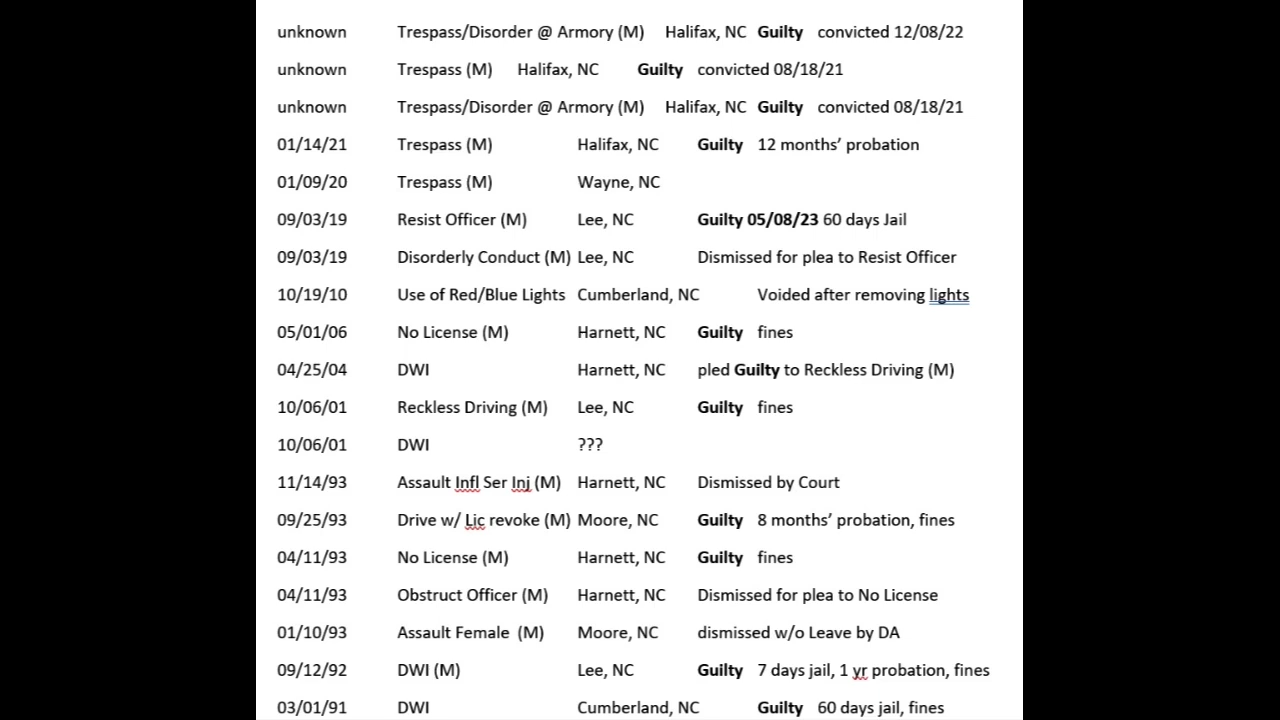 unknown Trespass/Disorder @ Armory (M) Halifax, NC Guilty convicted 12/08/22
unknown Trespass (M) Halifax, NC Guilty convicted 08/18/21
unknown Trespass/Disorder @ Armory (M) Halifax, NC Guilty convicted 08/18/21
01/14/21 Trespass (M) Halifax, NC Guilty 12 months’ probation
01/09/20 Trespass (M) Wayne, NC
09/03/19 Resist Officer (M) Lee, NC Guilty 05/08/23 60 days Jail
09/03/19 Disorderly Conduct (M) Lee, NC Dismissed for plea to Resist Officer
10/19/10 Use of Red/Blue Lights Cumberland, NC Voided after removing lights
05/01/06 No License (M) Harnett, NC Guilty fines
04/25/04 DWI Harnett, NC pled Guilty to Reckless Driving (M)
10/06/01 Reckless Driving (M) Lee, NC Guilty fines
10/06/01 DWI ???
11/14/93 Assault Infl Ser Inj (M) Harnett, NC Dismissed by Court
09/25/93 Drive w/ Lic revoke (M) Moore, NC Guilty 8 months’ probation, fines
04/11/93 No License (M) Harnett, NC Guilty fines
04/11/93 Obstruct Officer (M) Harnett, NC Dismissed for plea to No License
01/10/93 Assault Female (M) Moore, NC dismissed w/o Leave by DA
09/12/92 DWI (M) Lee, NC Guilty 7 days jail, 1 yr probation, fines
03/01/91 DWI Cumberland, NC Guilty 60 days jail, fines